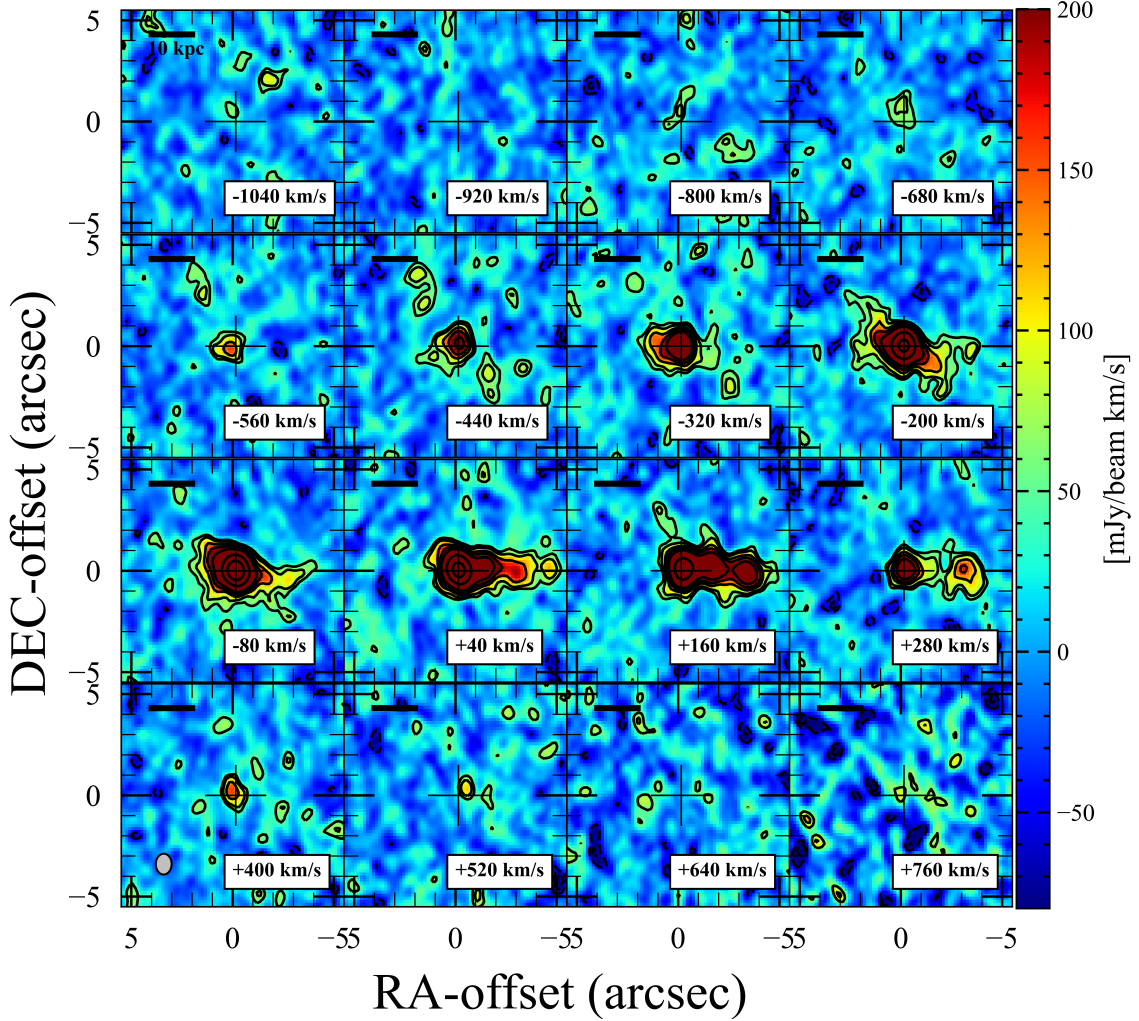 5
0
−5
10 kpc
-1040 km/s
-920 km/s
-800 km/s
-680 km/s
5
0
−5
-560 km/s
-440 km/s
-320 km/s
-200 km/s
5
0
−5
-80 km/s
+40 km/s
+160 km/s
+280 km/s
5
0
−5
+400 km/s
+520 km/s
+640 km/s
+760 km/s
5 0 −55 0 −55 0 −55 0 −5
RA-offset (arcsec)
DEC-offset (arcsec)
200
150
100
50
0
−50
[mJy/beam km/s]